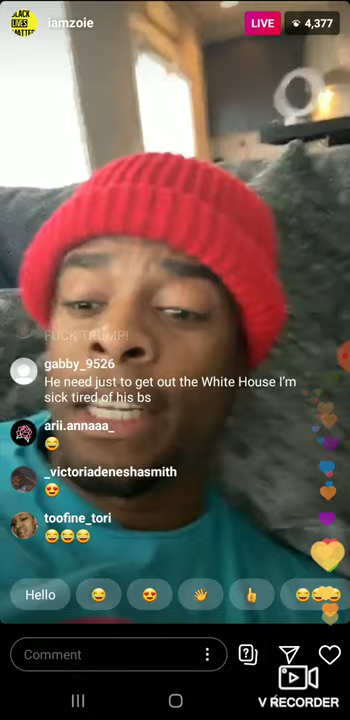 BLACK
LIVES
MATTER
iamzoie
LIVE
4,377
FUCK TRUMP!
gabby_9526
He need just to get out the White House I'm
sick tired of his bs
arii.annaaa_
_victoriadeneshasmith
toofine_tori
Hello
Comment
V RECORDER